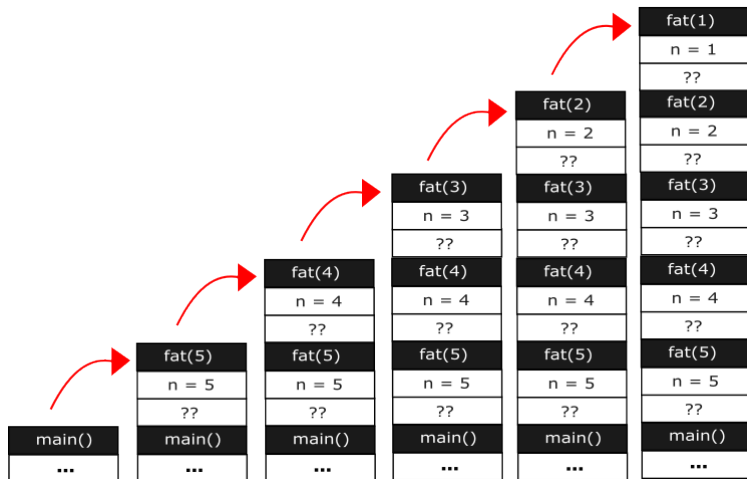 fat(1)
n = 1
??
fat(2)
fat(2)
n = 2
n = 2
??
??
fat(3)
fat(3)
fat(3)
n = 3
n = 3
n = 3
??
??
??
fat(4)
fat(4)
fat(4)
fat(4)
n = 4
n = 4
n = 4
n = 4
??
??
??
??
fat(5)
fat(5)
fat(5)
fat(5)
fat(5)
n = 5
n = 5
n = 5
n = 5
n = 5
??
??
??
??
??
main()
main()
main()
main()
main()
main()
...
...
...
...
...
...